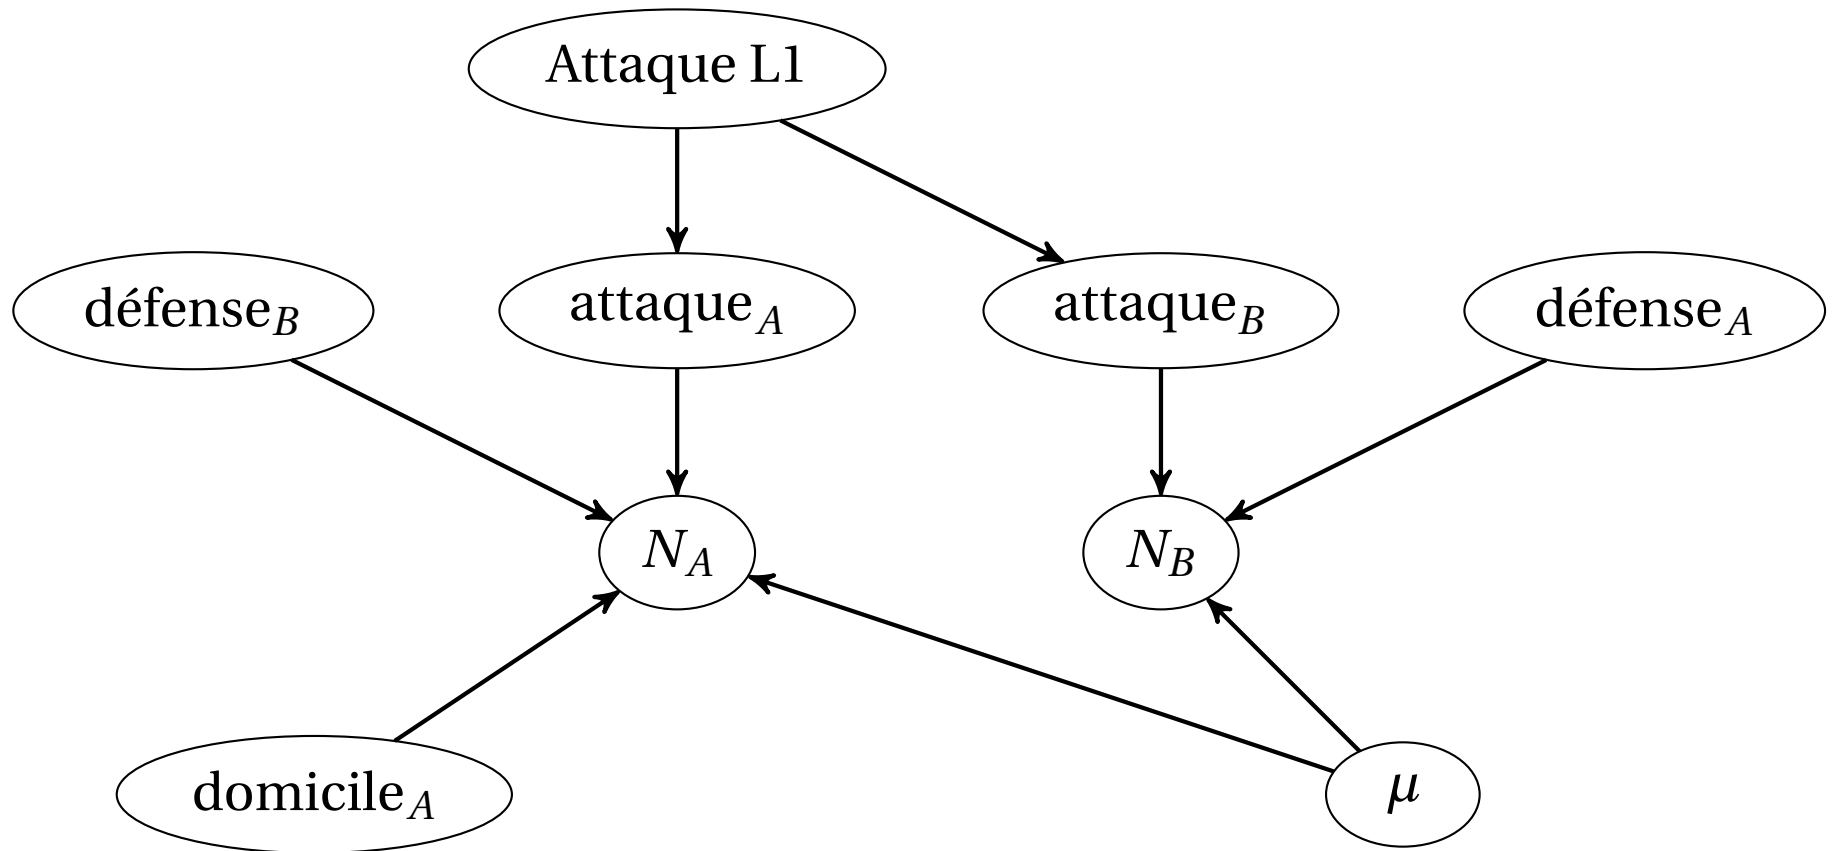 Attaque L1
défense_B
attaque_A
attaque_B
défense_A
N_A
N_B
domicile_A
μ